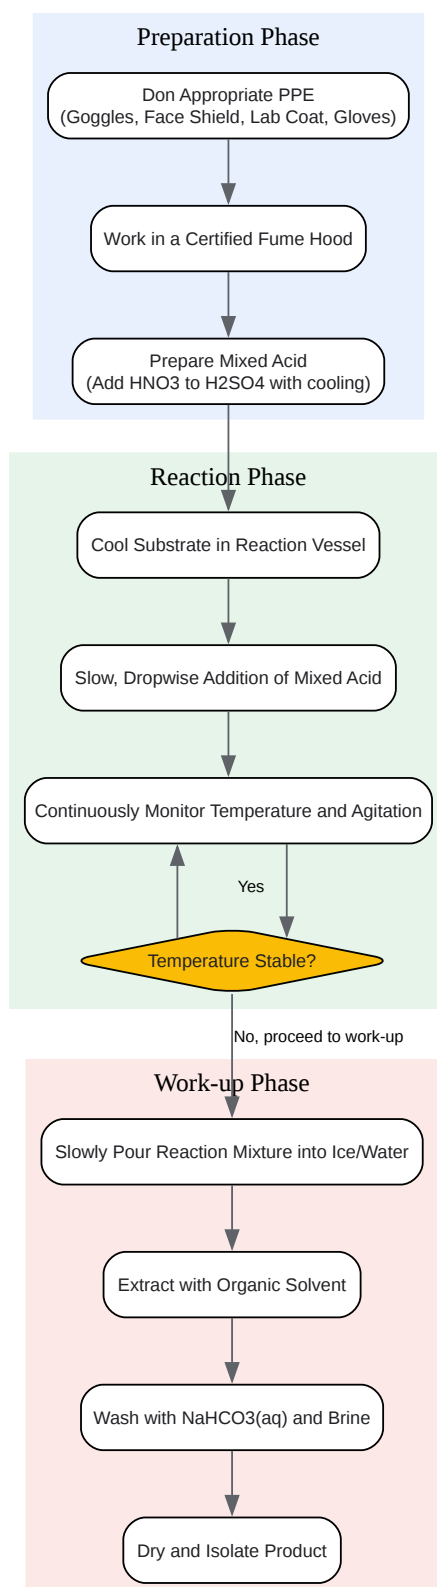 Preparation Phase
Don Appropriate PPE
(Goggles, Face Shield, Lab Coat, Gloves)
Work in a Certified Fume Hood
Prepare Mixed Acid
(Add HNO3 to H2SO4 with cooling)
Reaction Phase
Cool Substrate in Reaction Vessel
Slow, Dropwise Addition of Mixed Acid
Continuously Monitor Temperature and Agitation
Yes
Temperature Stable?
No, proceed to work-up
Work-up Phase
Slowly Pour Reaction Mixture into Ice/Water
Extract with Organic Solvent
Wash with NaHCO3(aq) and Brine
Dry and Isolate Product